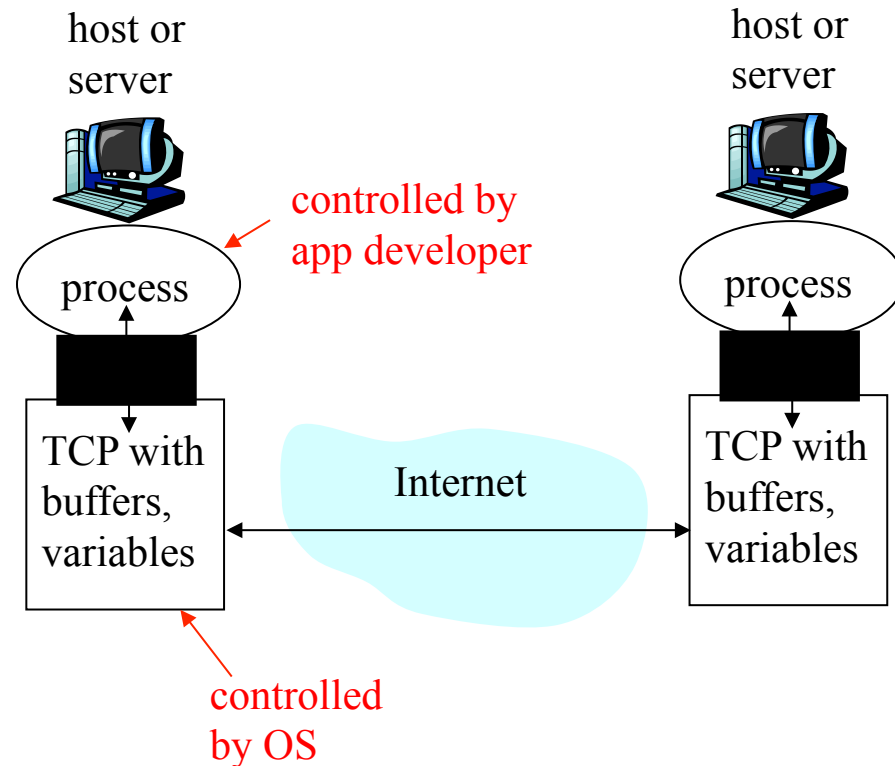 host or
server
host or
server
controlled by
app developer
process
process
TCP with
buffers,
variables
Internet
TCP with
buffers,
variables
controlled
by OS